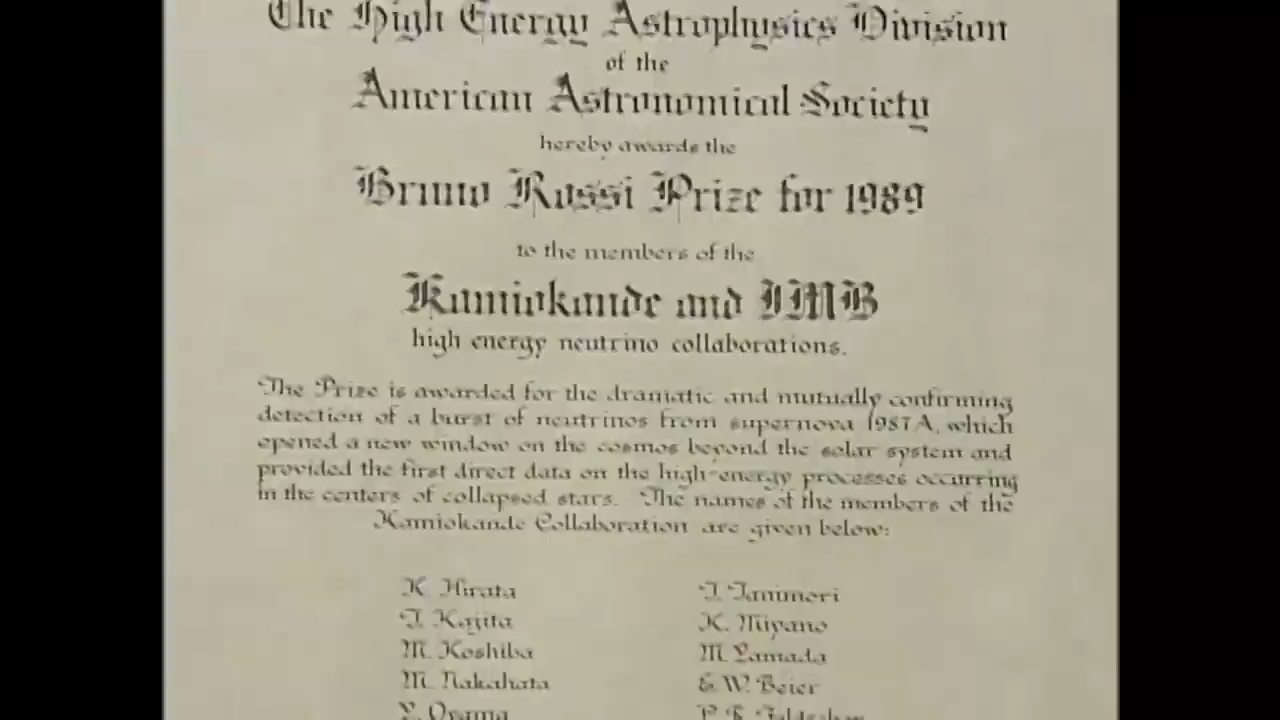 The High Energy Astrophysics Division
of the
American Astronomical Society
hereby awards the
Bruno Rossi Prize for 1989
to the members of the
Kamiokande and IMB
high energy neutrino collaborations.
The Prize is awarded for the dramatic and mutually confirming
detection of a burst of neutrinos from supernova 1987A, which
opened a new window on the cosmos beyond the solar system and
provided the first direct data on the high-energy processes occurring
in the centers of collapsed stars. The names of the members of the
Kamiokande Collaboration are given below:
K. Hirata T. Tanimori
T. Kajita K. Miyano
M. Koshiba M. Yamada
M. Nakahata E. W. Beier
Y. Oyama